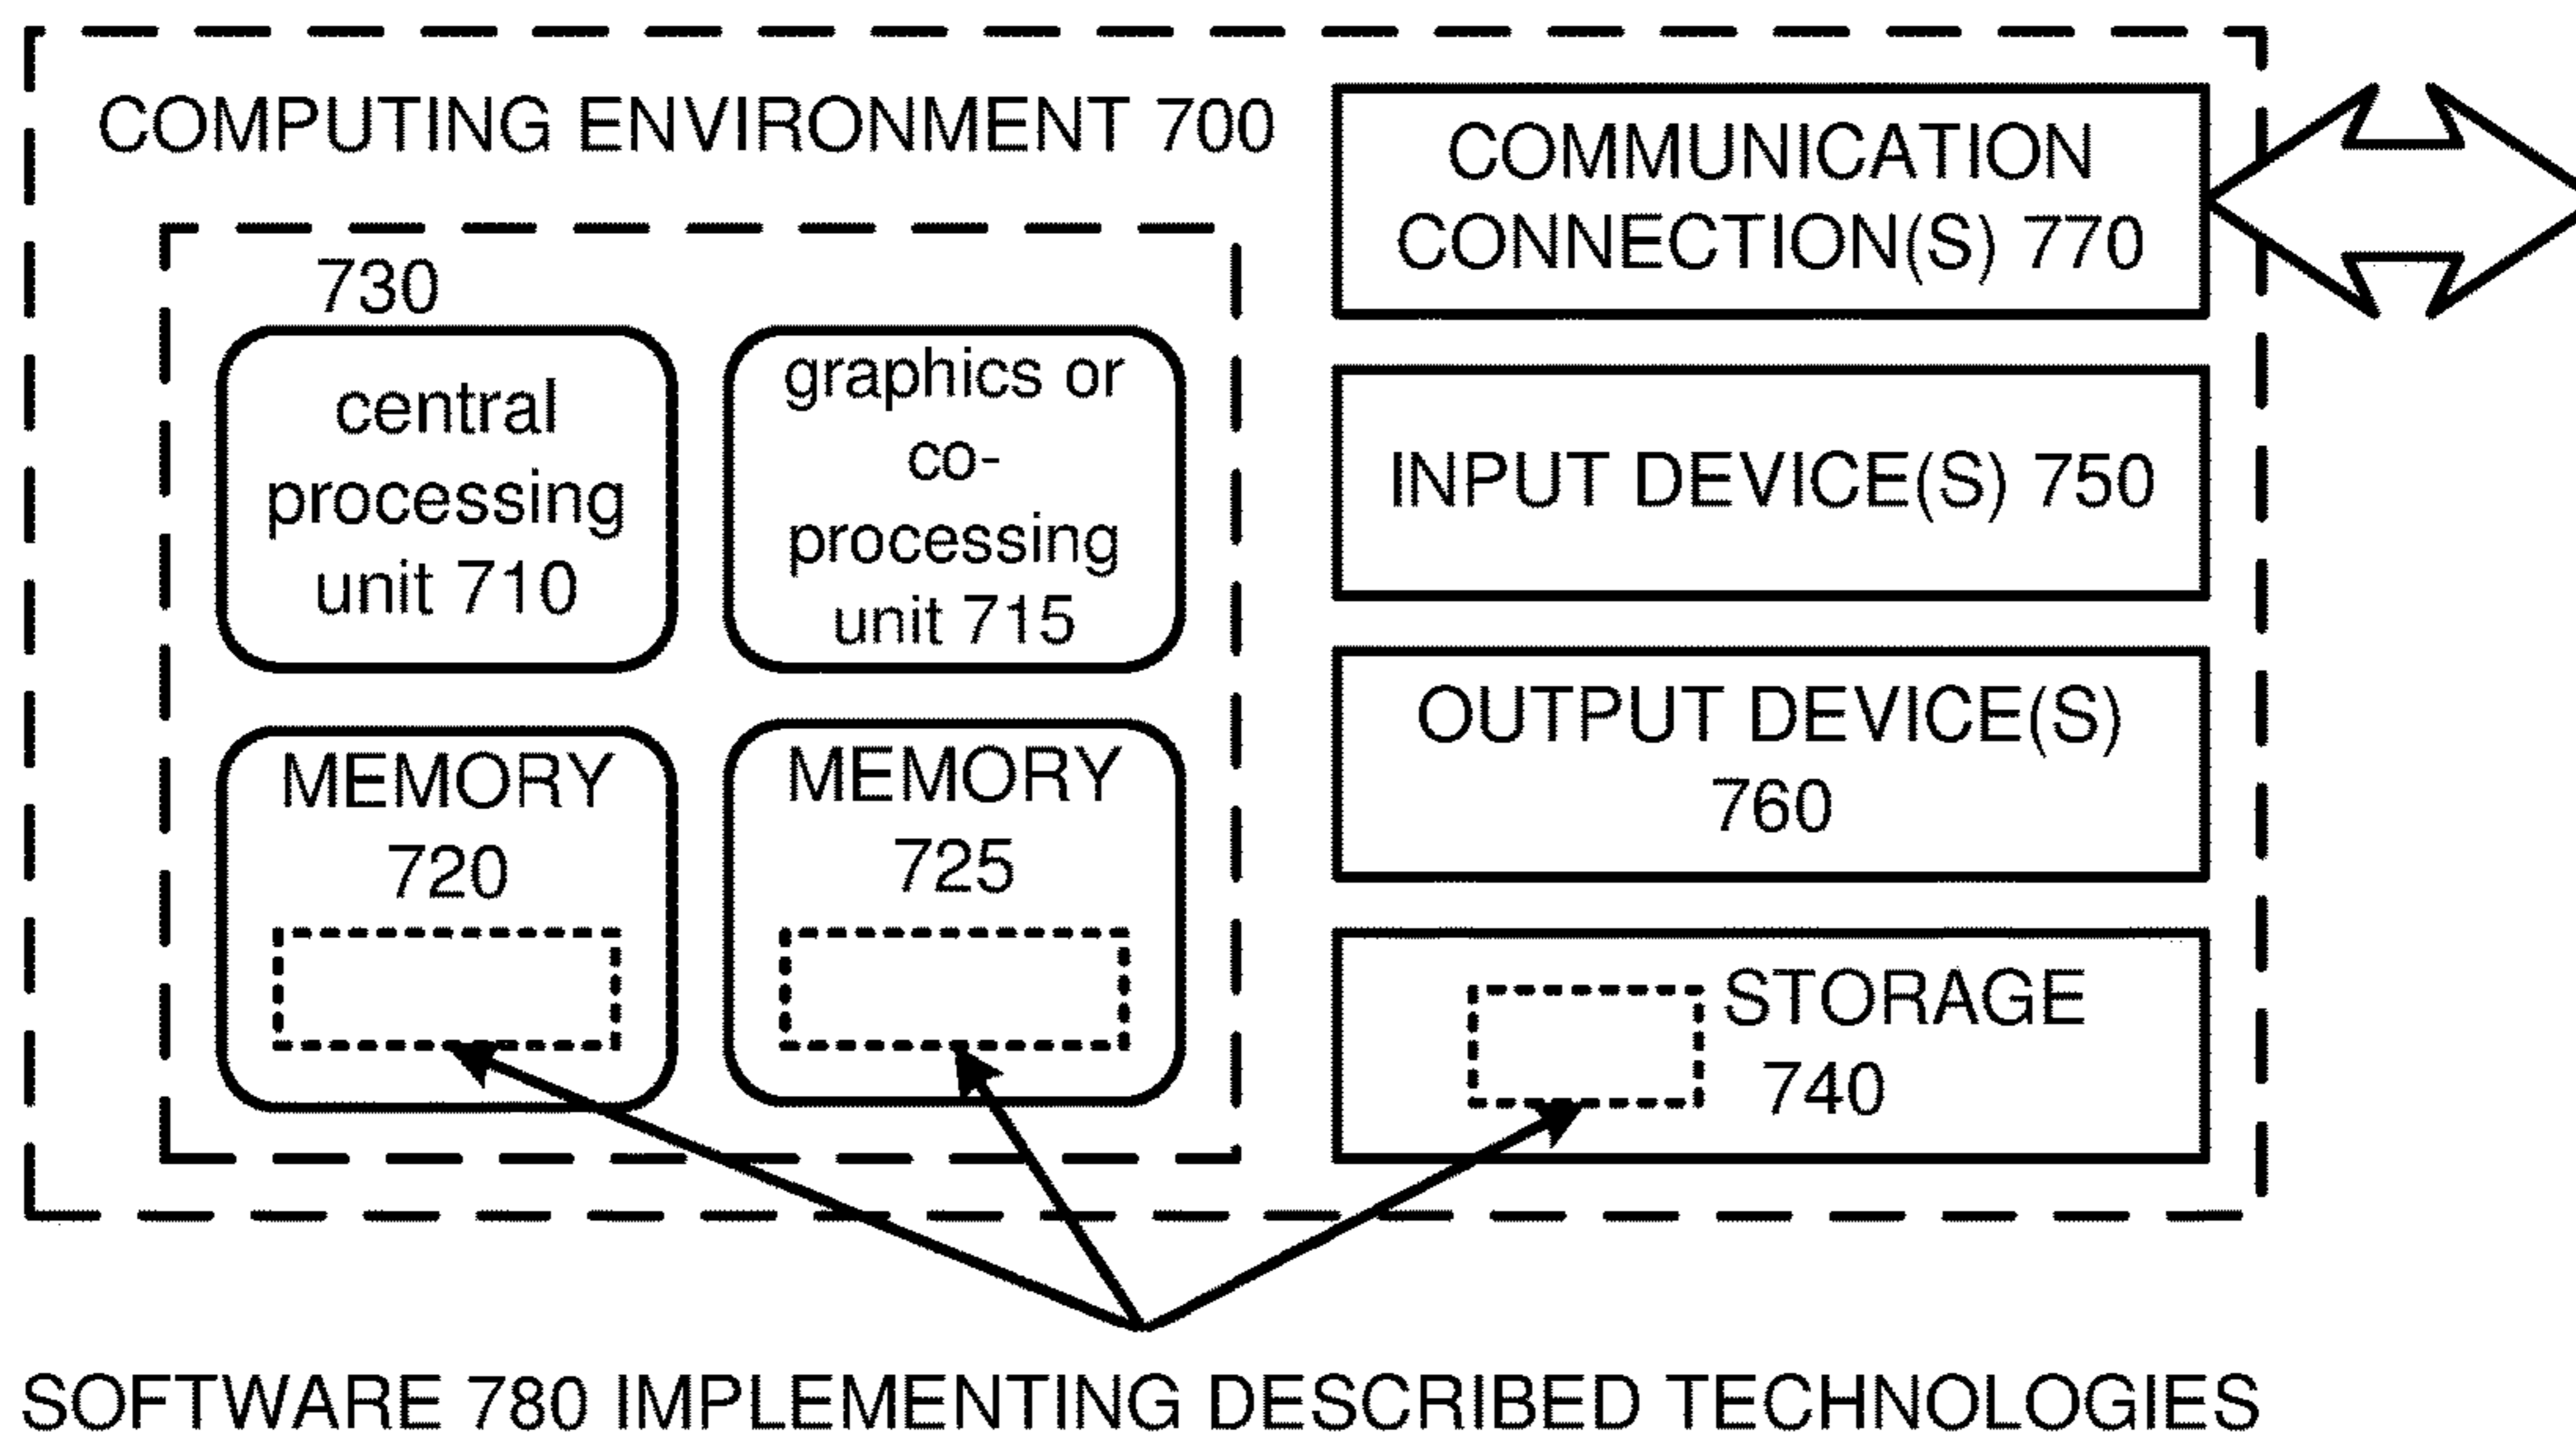 COMPUTING ENVIRONMENT 700
730
central
processing
unit 710
graphics or
co-
processing
unit 715
MEMORY
720
MEMORY
725
COMMUNICATION
CONNECTION(S) 770
INPUT DEVICE(S) 750
OUTPUT DEVICE(S)
760
STORAGE
740
SOFTWARE 780 IMPLEMENTING DESCRIBED TECHNOLOGIES